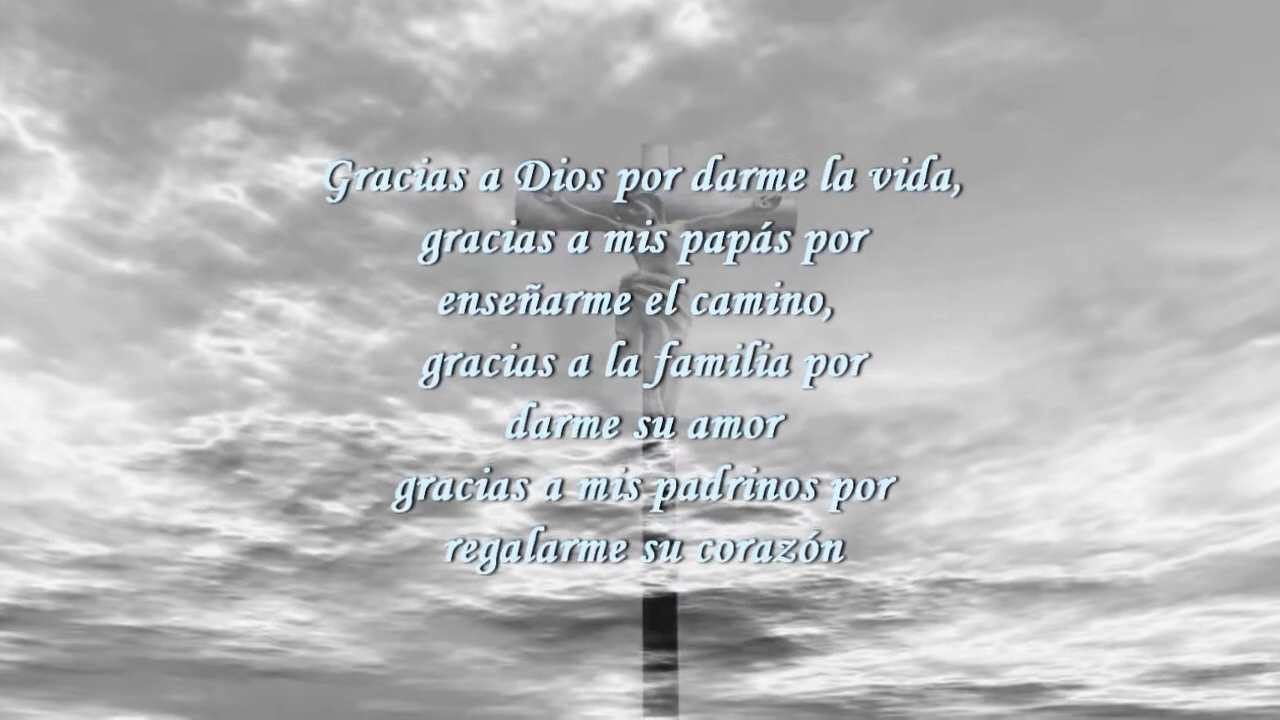 Gracias a Dios por darme la vida,
gracias a mis papás por
enseñarme el camino,
gracias a la familia por
darme su amor
gracias a mis padrinos por
regalarme su corazón